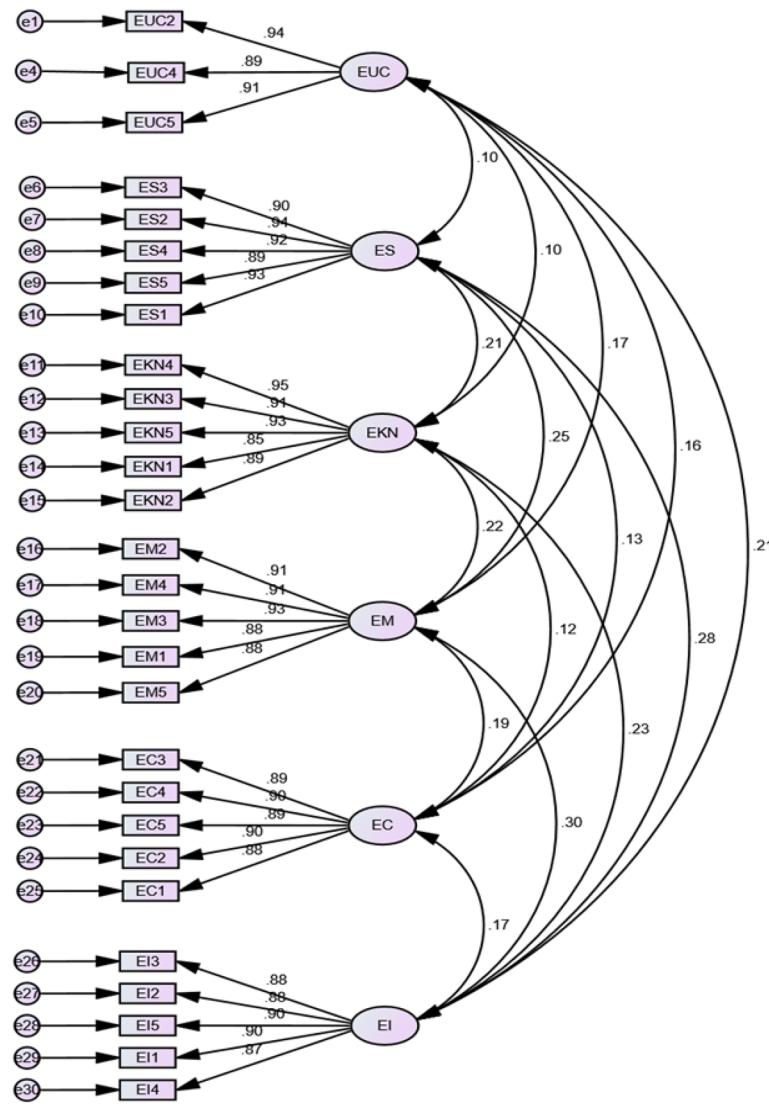 e1 EUC2
.94
e4 EUC4 .89 EUC
.91
e5 EUC5
.10
e6 ES3
.90
e7 ES2
.94
e8 ES4 .92 ES .10
e9 ES5 .89
.93
e10 ES1
.21 .17
e11 EKN4
.95
e12 EKN3
.91
e13 EKN5 .93 EKN .25 .16
e14 EKN1 .85
.89
e15 EKN2
.22 .13 .21
e16 EM2
.91
e17 EM4
.91
e18 EM3 .93 EM .12 .28
e19 EM1 .88
.88
e20 EM5
.19 .23
e21 EC3
.89
e22 EC4
.90
e23 EC5 .89 EC .30
e24 EC2 .90
.88
e25 EC1
.17
e26 EI3
.88
e27 EI2
.88
e28 EI5 .90 EI
e29 EI1 .90
.87
e30 EI4